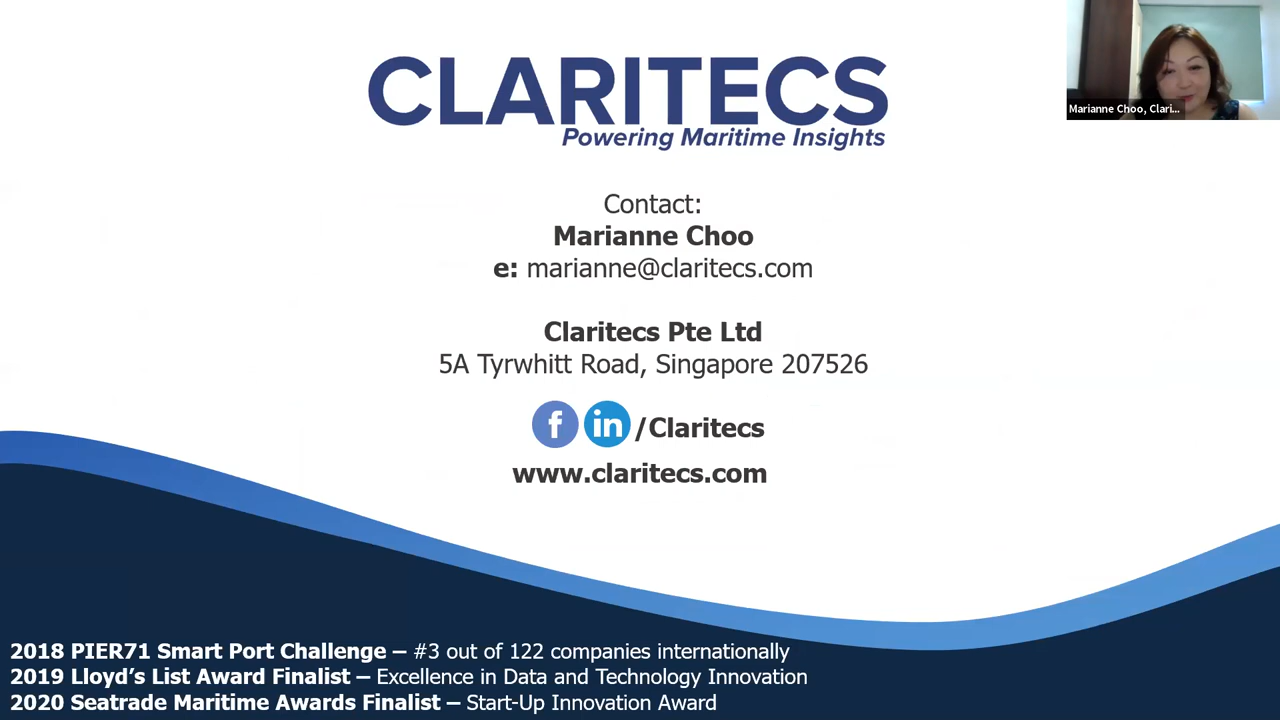 CLARITECS
Powering Maritime Insights
Marianne Choo, Clari...
Contact:
Marianne Choo
e: marianne@claritecs.com
Claritecs Pte Ltd
5A Tyrwhitt Road, Singapore 207526
f in /Claritecs
www.claritecs.com
2018 PIER71 Smart Port Challenge – #3 out of 122 companies internationally
2019 Lloyd’s List Award Finalist – Excellence in Data and Technology Innovation
2020 Seatrade Maritime Awards Finalist – Start-Up Innovation Award